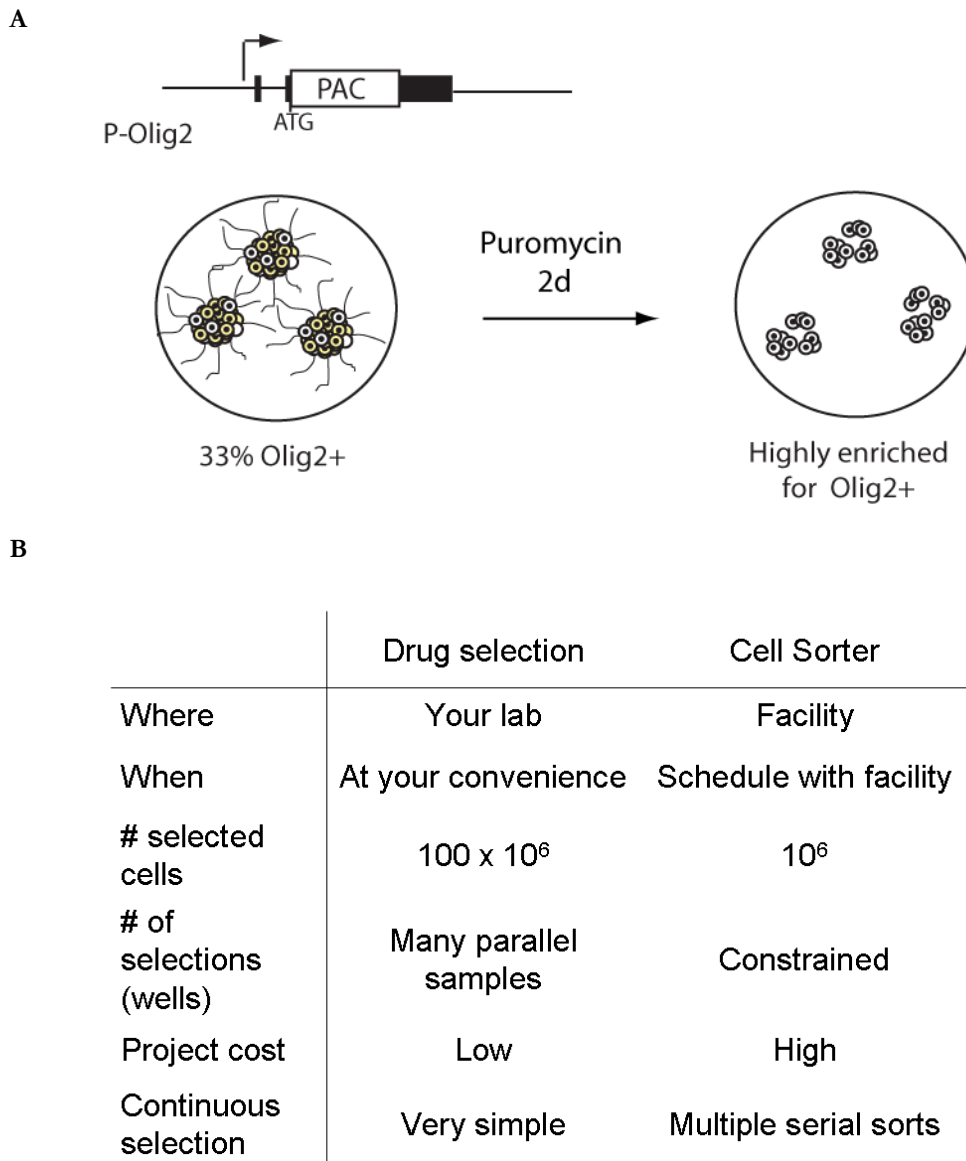 A
PAC
ATG
P-Olig2
Puromycin
2d
33% Olig2+
Highly enriched
for Olig2+
B
Drug selection Cell Sorter
Where Your lab Facility
When At your convenience Schedule with facility
# selected
cells 100 x 10⁶ 10⁶
# of
selections
(wells) Many parallel
samples Constrained
Project cost Low High
Continuous
selection Very simple Multiple serial sorts